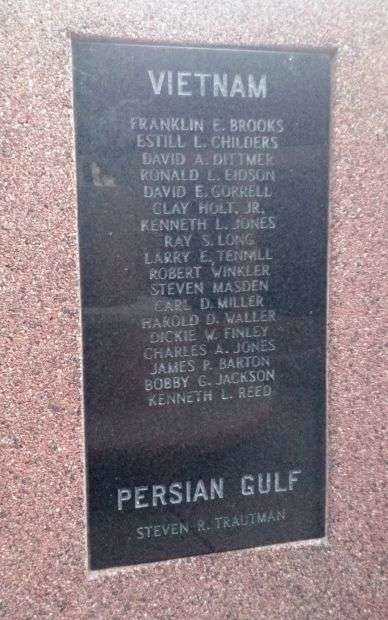 VIETNAM
FRANKLIN E. BROOKS
ESTILL L. CHILDERS
DAVID A. DITTMER
RONALD L. EIDSON
DAVID E. GORRELL
CLAY HOLT, JR.
KENNETH L. JONES
RAY S. LONG
LARRY E. TENNILL
ROBERT WINKLER
STEVEN MASDEN
CARL D. MILLER
HAROLD D. WALLER
DICKIE W. FINLEY
CHARLES A. JONES
JAMES P. BARTON
BOBBY G. JACKSON
KENNETH L. REED
PERSIAN GULF
STEVEN R. TRAUTMAN